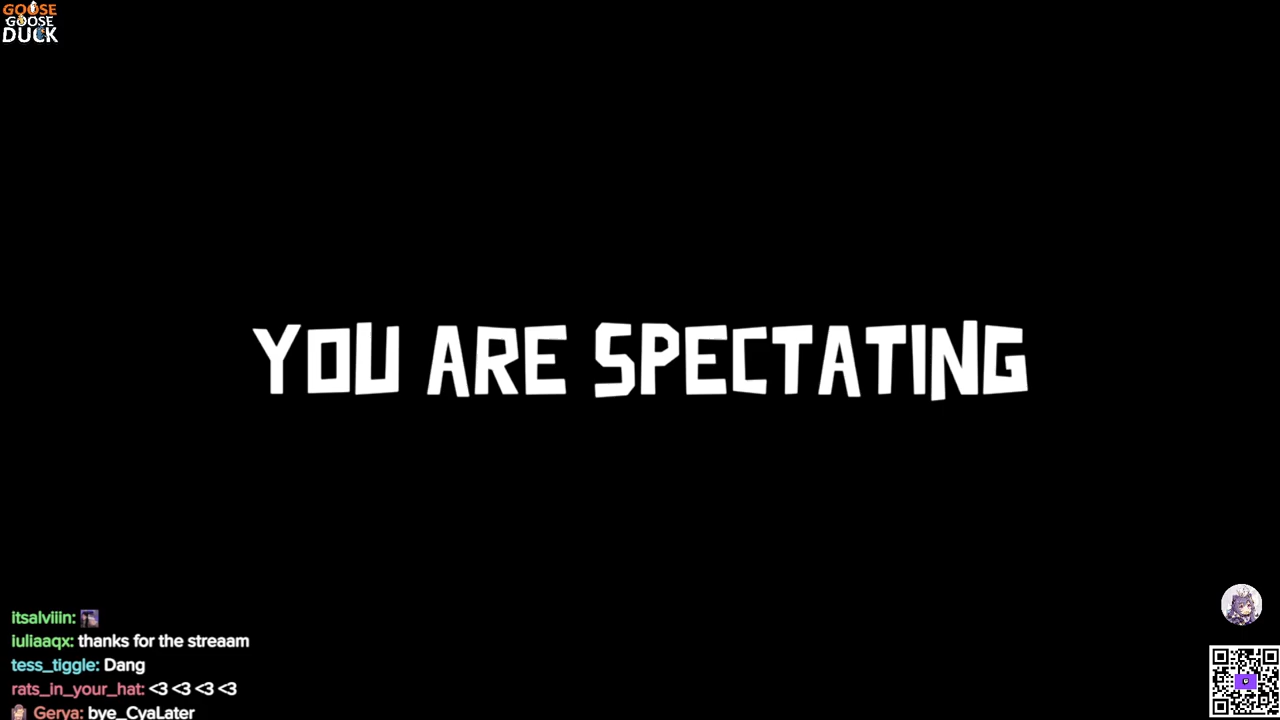 GOOSE
GOOSE
DUCK
YOU ARE SPECTATING
itsalviiin:
iuliaaqx: thanks for the streaam
tess_tiggle: Dang
rats_in_your_hat: <3 <3 <3 <3
Gerya: bye_CyaLater